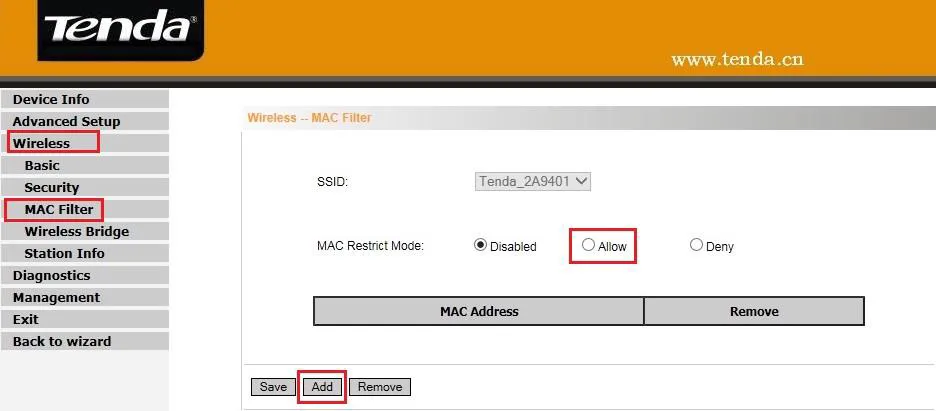 Tenda®
www.tenda.cn
Device Info
Advanced Setup
Wireless
Basic
Security
MAC Filter
Wireless Bridge
Station Info
Diagnostics
Management
Exit
Back to wizard
Wireless -- MAC Filter
SSID: Tenda_2A9401
MAC Restrict Mode: Disabled Allow Deny
MAC Address Remove
Save Add Remove